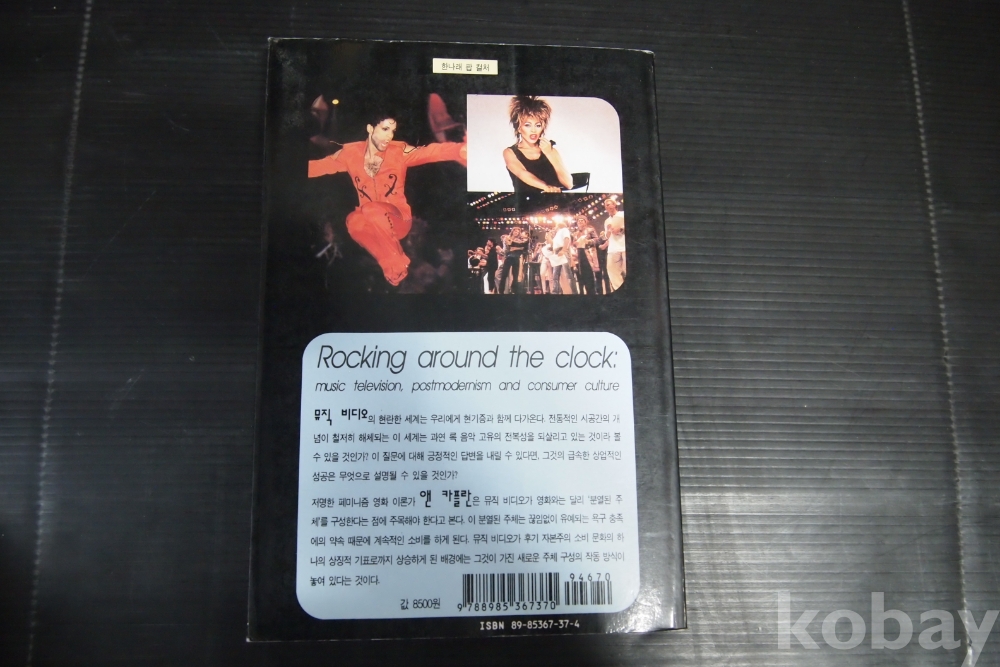 한나래 팝 컬처
Rocking around the clock:
music television, postmodernism and consumer culture
뮤직 비디오의 현란한 세계는 우리에게 현기증과 함께 다가온다. 전통적인 시공간의 개
념이 철저히 해체되는 이 세계는 과연 록 음악 고유의 전복성을 되살리고 있는 것이라 볼
수 있을 것인가? 이 질문에 대해 긍정적인 답변을 내릴 수 있다면, 그것의 급속한 상업적인
성공은 무엇으로 설명될 수 있을 것인가?
저명한 페미니즘 영화 이론가 앤 카플란은 뮤직 비디오가 영화와는 달리 '분열된 주
체'를 구성한다는 점에 주목해야 한다고 본다. 이 분열된 주체는 끊임없이 유예되는 욕구 충족
에의 약속 때문에 계속적인 소비를 하게 된다. 뮤직 비디오가 후기 자본주의 소비 문화의 하
나의 상징적 기표로까지 상승하게 된 배경에는 그것이 가진 새로운 주체 구성의 작동 방식이
놓여 있다는 것이다.
94670
값 8500원
9 788985 367370
ISBN 89-85367-37-4
kobay